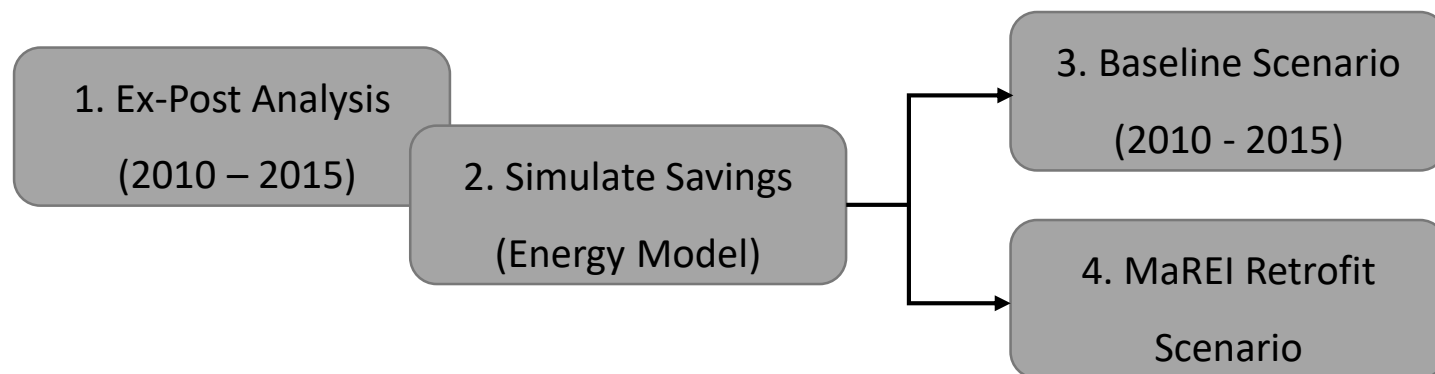 1. Ex-Post Analysis
(2010 – 2015)
2. Simulate Savings
(Energy Model)
3. Baseline Scenario
(2010 - 2015)
4. MaREI Retrofit
Scenario